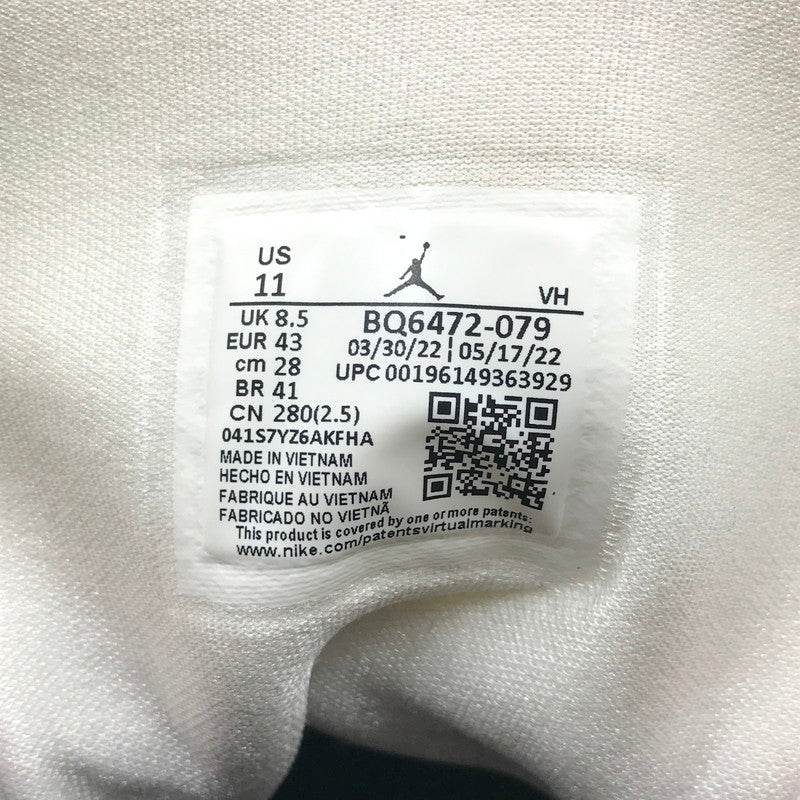 US
11
VH
UK 8.5
EUR 43
cm 28
BR 41
CN 280(2.5)
BQ6472-079
03/30/22 | 05/17/22
UPC 00196149363929
041S7YZ6AKFHA
MADE IN VIETNAM
HECHO EN VIETNAM
FABRIQUE AU VIETNAM
FABRICADO NO VIETNÃ
This product is covered by one or more patents:
www.nike.com/patentsvirtualmarking